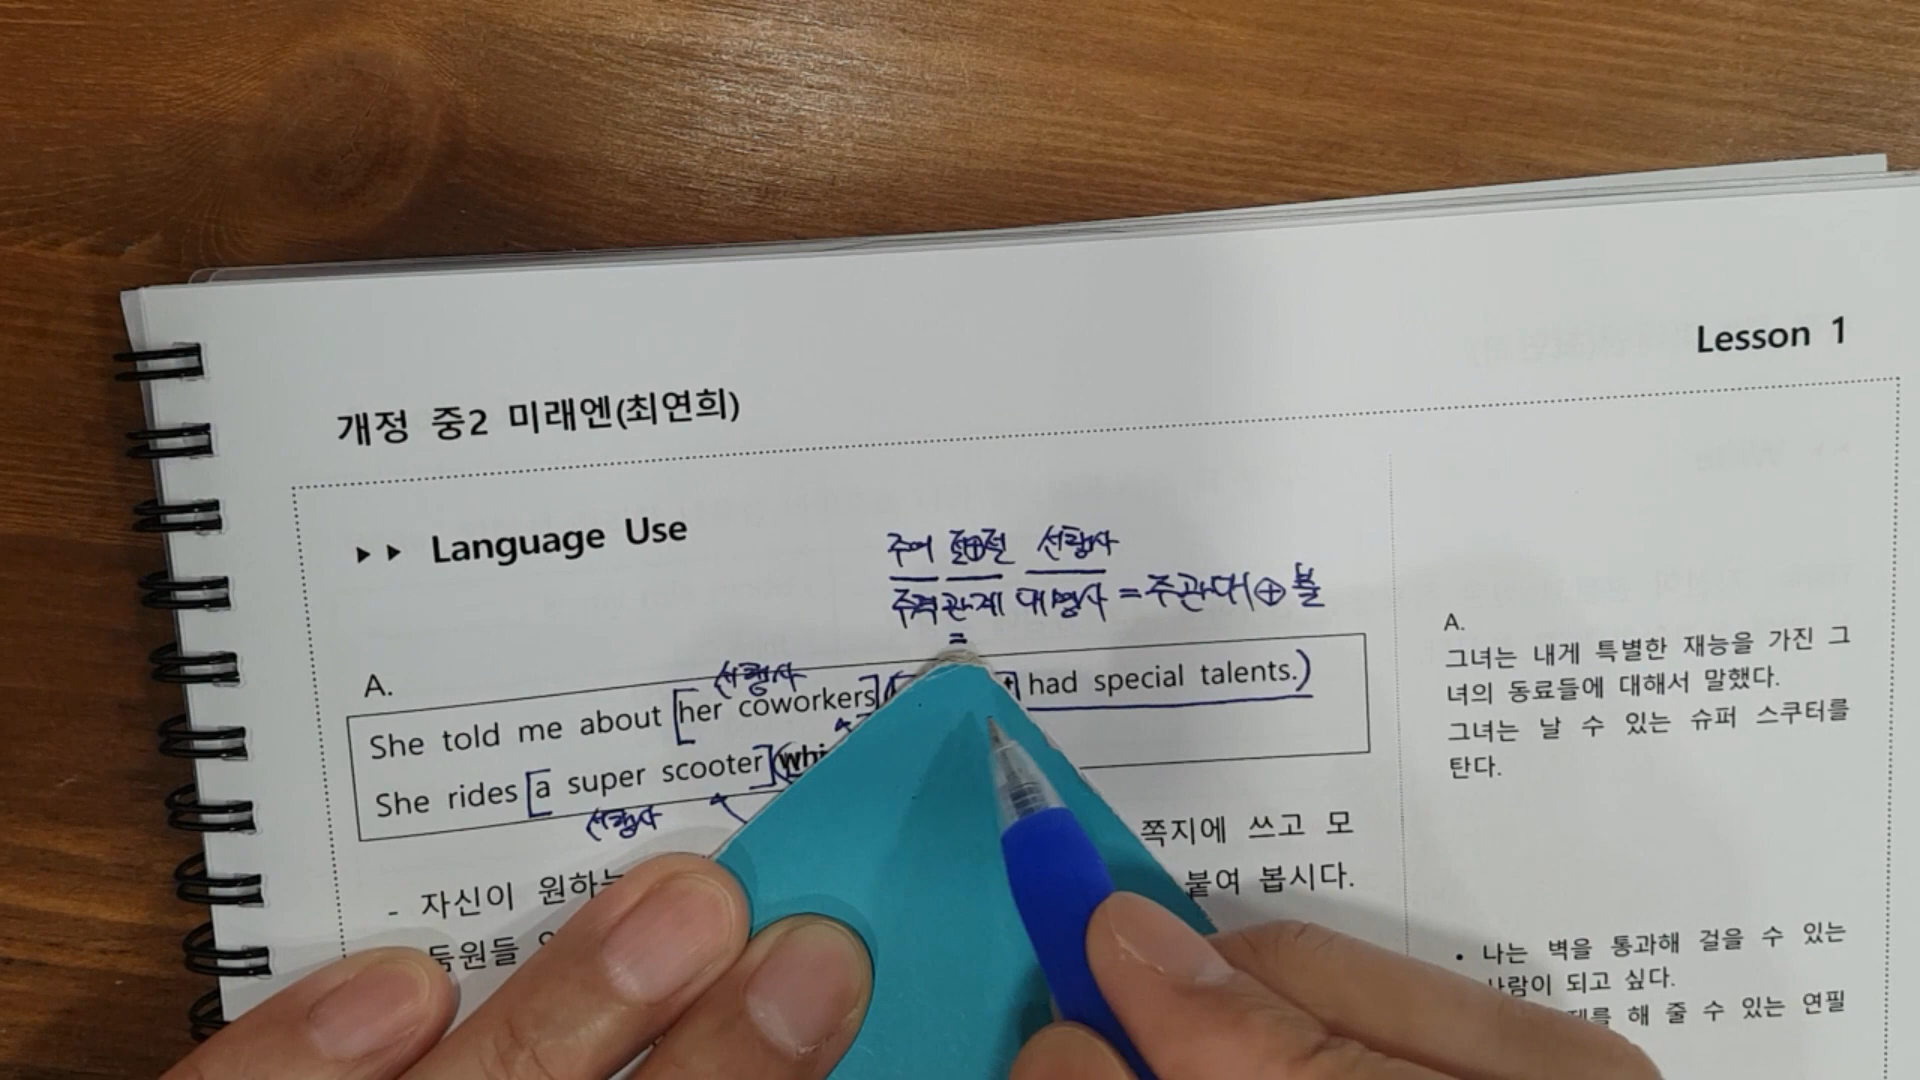 Lesson 1
개정 중2 미래엔(최연희)
▸▸ Language Use
주어 접+절 선행사
주격관계 대명사 = 주관대 ⊕ 불
=
A.
선행사
She told me about [her coworkers]( had special talents.)
She rides [a super scooter](whi
선행사
- 자신이 원하는 쪽지에 쓰고 모
둠원들 붙여 봅시다.
A.
그녀는 내게 특별한 재능을 가진 그
녀의 동료들에 대해서 말했다.
그녀는 날 수 있는 슈퍼 스쿠터를
탄다.
• 나는 벽을 통과해 걸을 수 있는
사람이 되고 싶다.
해 줄 수 있는 연필